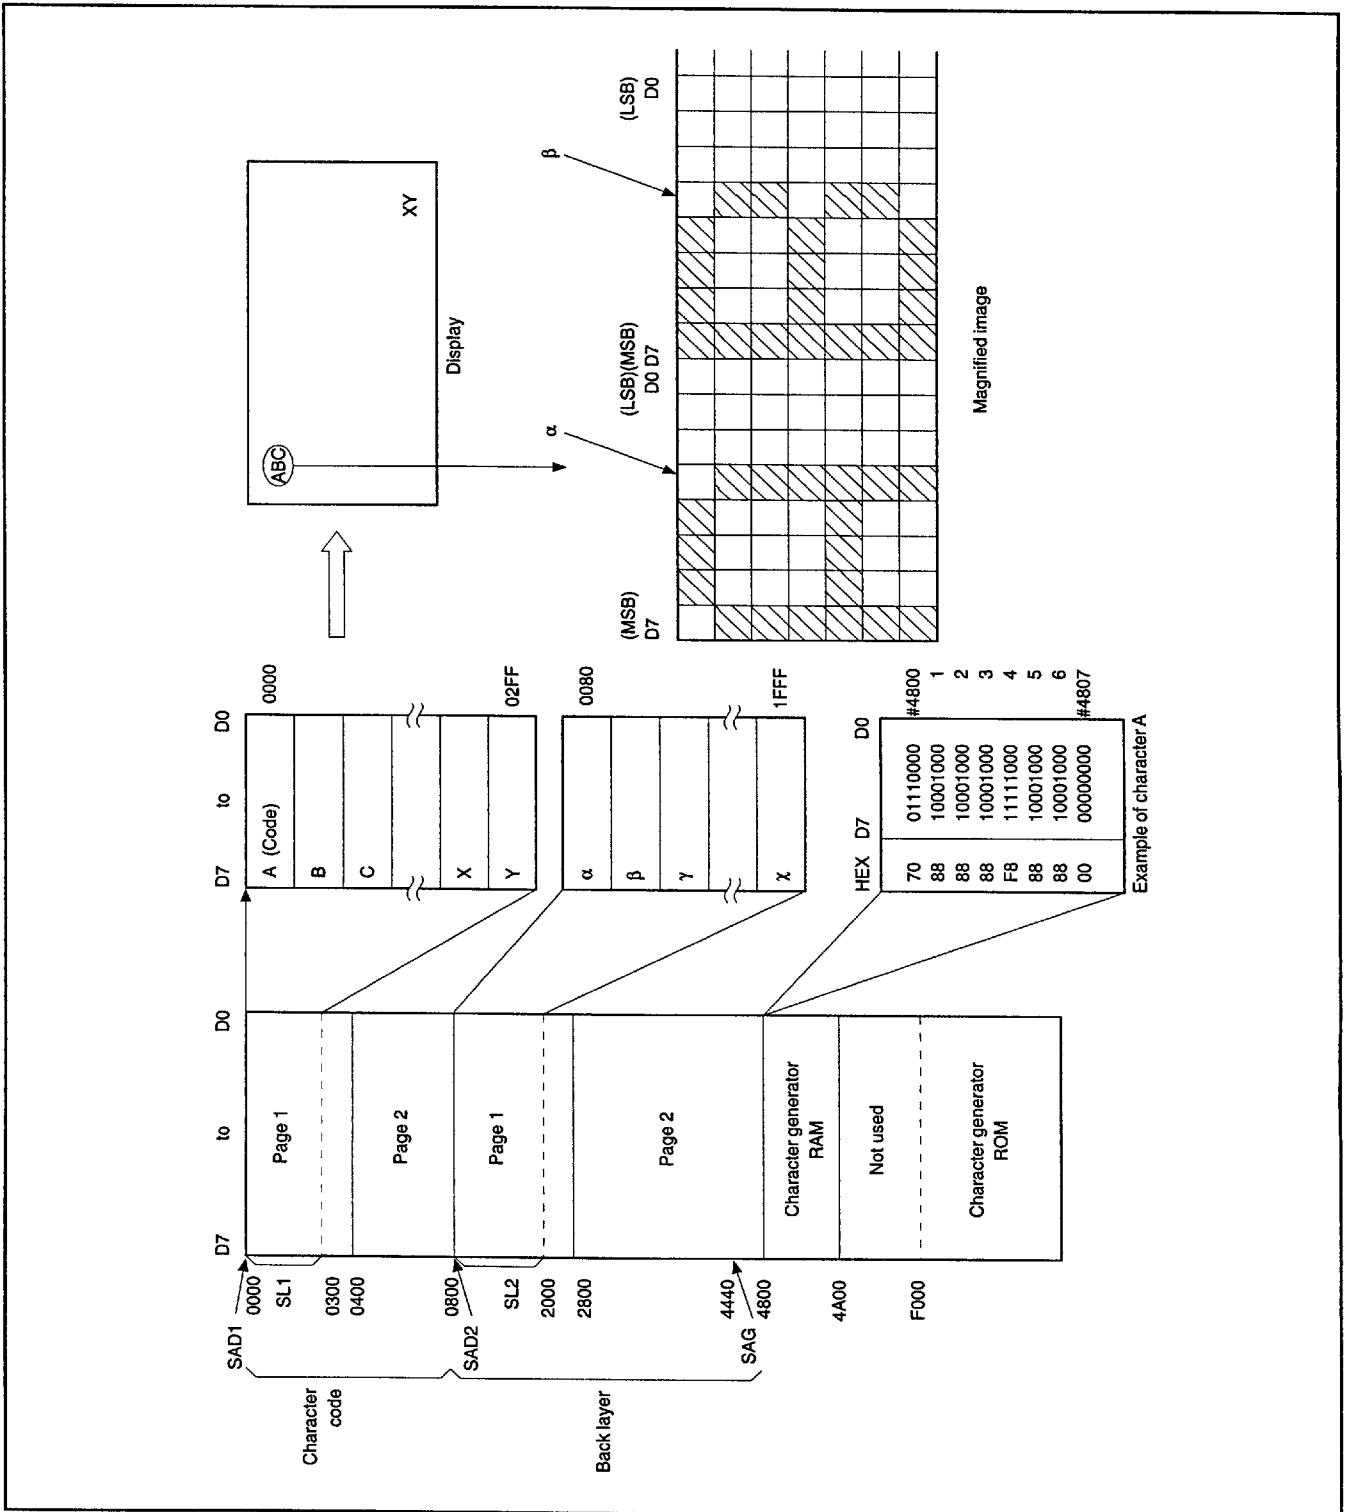 D7 to D0
SAD1
0000
SL1
0300
0400
0800
SAD2
SL2
2000
2800
4440
SAG
4800
4A00
F000
Character
code
Back layer
Page 1
Page 2
Page 1
Page 2
Character generator
RAM
Not used
Character generator
ROM
D7 to D0
A (Code)
B
C
X
Y
0000
02FF
α
β
γ
χ
0080
1FFF
HEX D7 D0
70 01110000 #4800
88 10001000 1
88 10001000 2
88 10001000 3
F8 11111000 4
88 10001000 5
88 10001000 6
00 00000000 #4807
Example of character A
ABC
XY
Display
α
β
(MSB)
D7
(LSB)(MSB)
D0 D7
(LSB)
D0
Magnified image